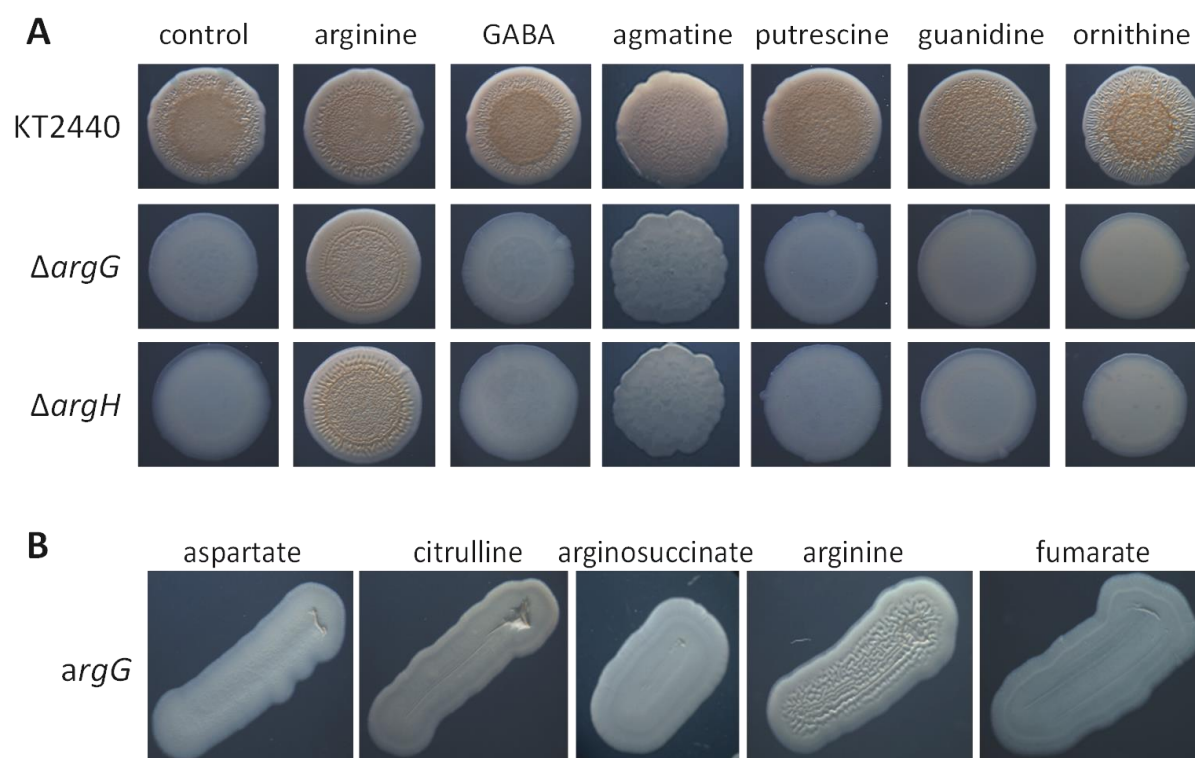 A
control arginine GABA agmatine putrescine guanidine ornithine
KT2440
ΔargG
ΔargH
B
aspartate citrulline arginosuccinate arginine fumarate
argG